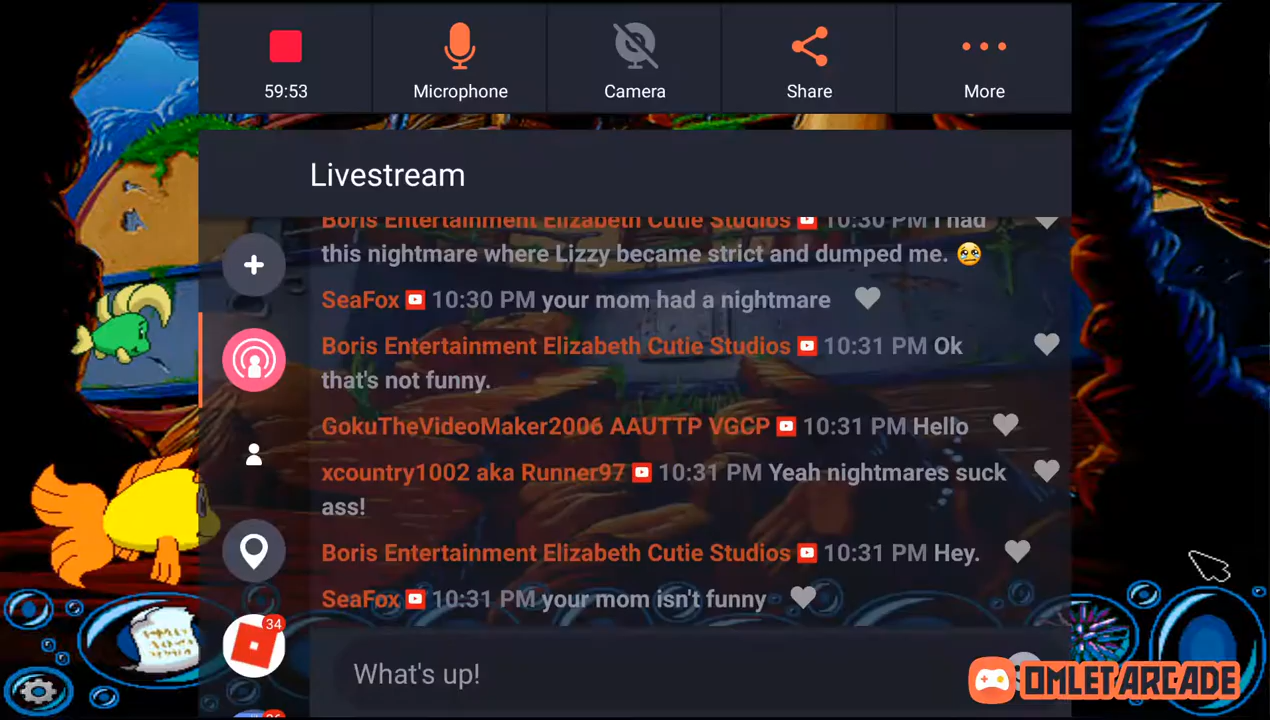 59:53
Microphone
Camera
Share
More
Livestream
Boris Entertainment Elizabeth Cutie Studios 10:30 PM I had
this nightmare where Lizzy became strict and dumped me. 😢
SeaFox 10:30 PM your mom had a nightmare
Boris Entertainment Elizabeth Cutie Studios 10:31 PM Ok
that's not funny.
GokuTheVideoMaker2006 AAUTTP VGCP 10:31 PM Hello
xcountry1002 aka Runner97 10:31 PM Yeah nightmares suck
ass!
Boris Entertainment Elizabeth Cutie Studios 10:31 PM Hey.
SeaFox 10:31 PM your mom isn't funny
34
What's up!
OMLET ARCADE